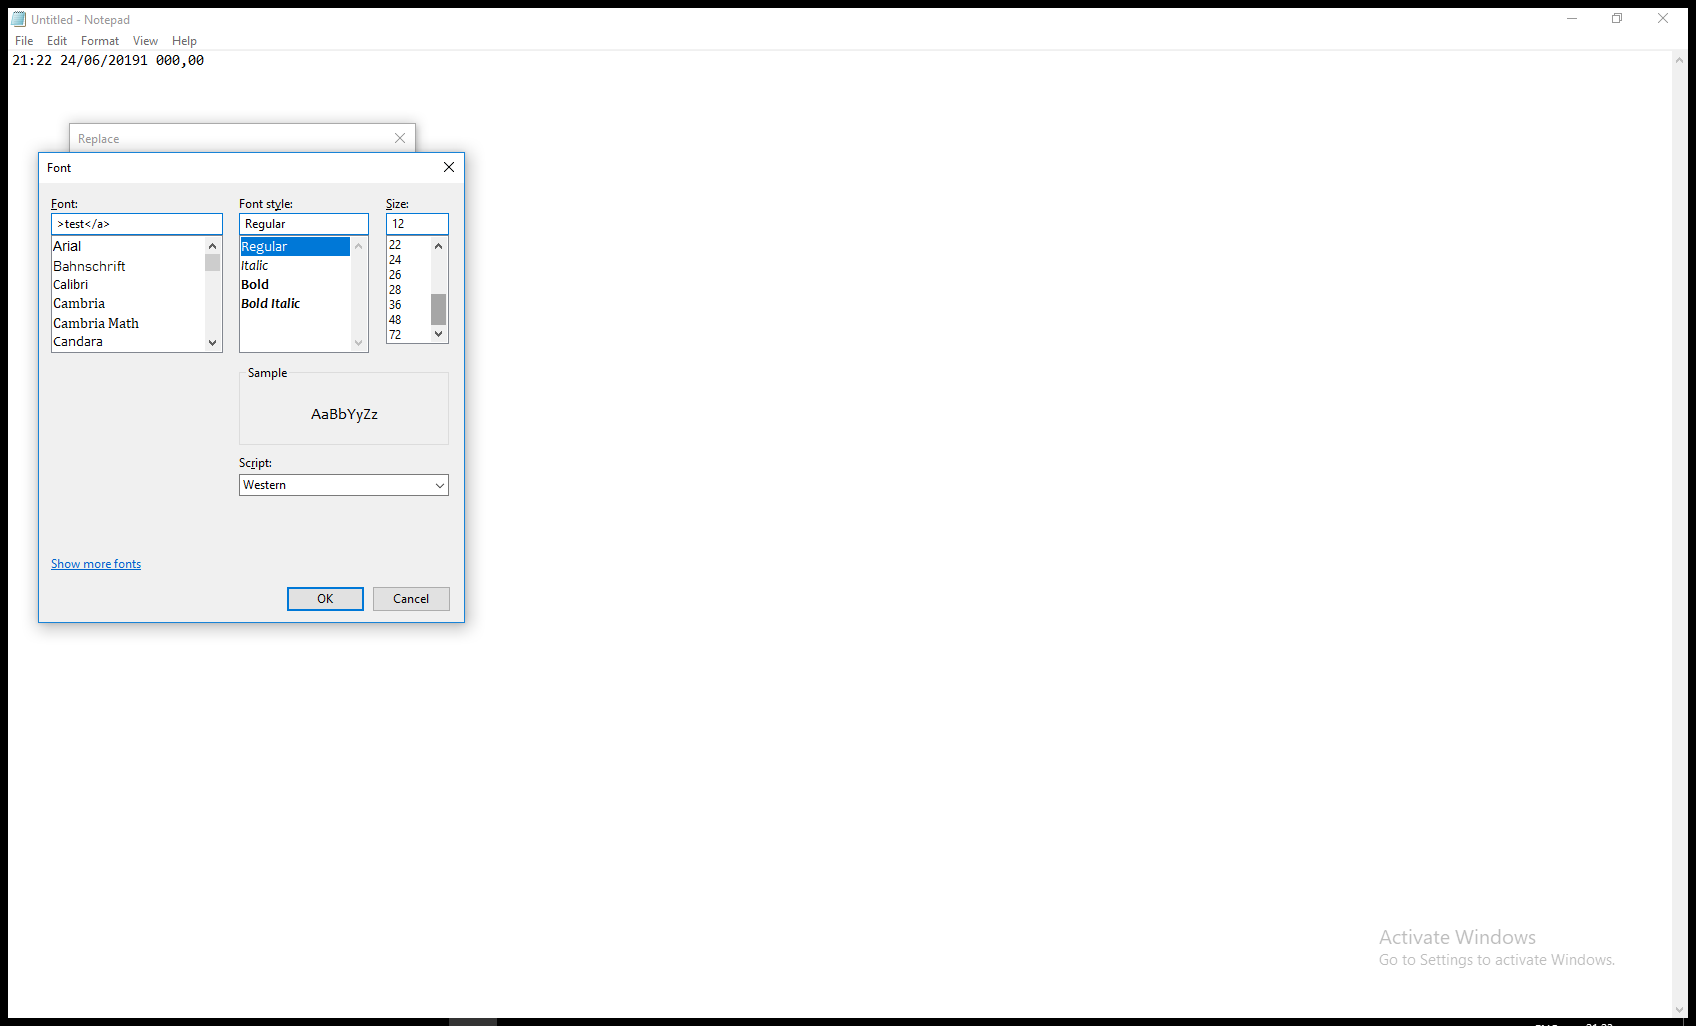 Untitled - Notepad
File Edit Format View Help
21:22 24/06/20191 000,00
Replace
Font
Font: Font style: Size:
>test</a> Regular 12
Arial Regular 22
Bahnschrift Italic 24
Calibri Bold 26
Cambria Bold Italic 28
Cambria Math 36
Candara 48
72
Sample
AaBbYyZz
Script:
Western
Show more fonts
OK Cancel
Activate Windows
Go to Settings to activate Windows.